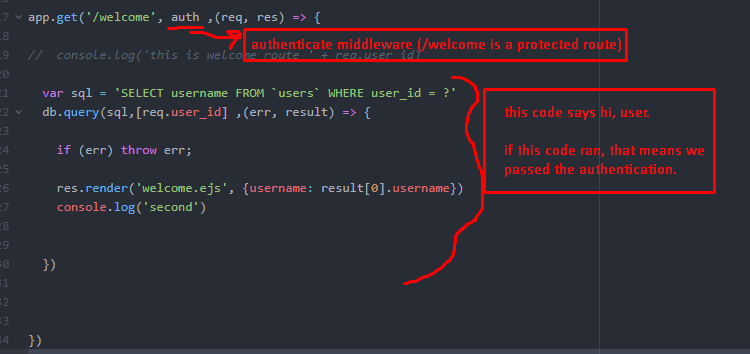 17 app.get('/welcome', auth ,(req, res) => {
18 authenticate middleware (/welcome is a protected route)
19 // console.log('this is welcome route ' + req.user_id)
20
21 var sql = 'SELECT username FROM `users` WHERE user_id = ?'
22 db.query(sql,[req.user_id] ,(err, result) => {
this code says hi, user.
23
24 if (err) throw err;
if this code ran, that means we
25
passed the authentication.
26 res.render('welcome.ejs', {username: result[0].username})
27 console.log('second')
28
29
30 })
31
32
33
34 })